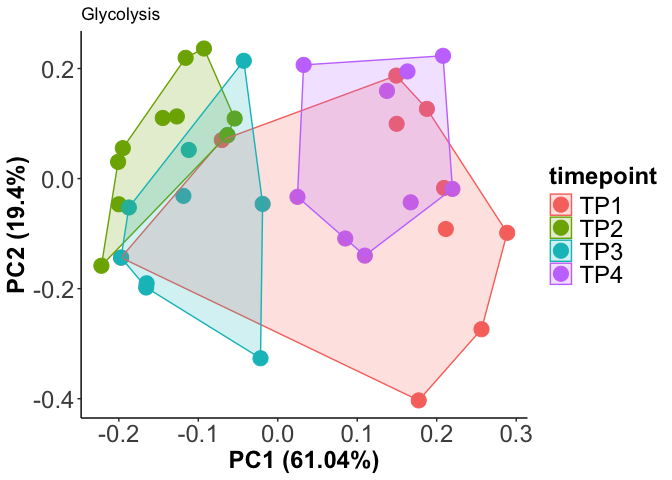 Glycolysis
0.2
0.0
-0.2
-0.4
PC2 (19.4%)
-0.2 -0.1 0.0 0.1 0.2 0.3
PC1 (61.04%)
timepoint
TP1
TP2
TP3
TP4